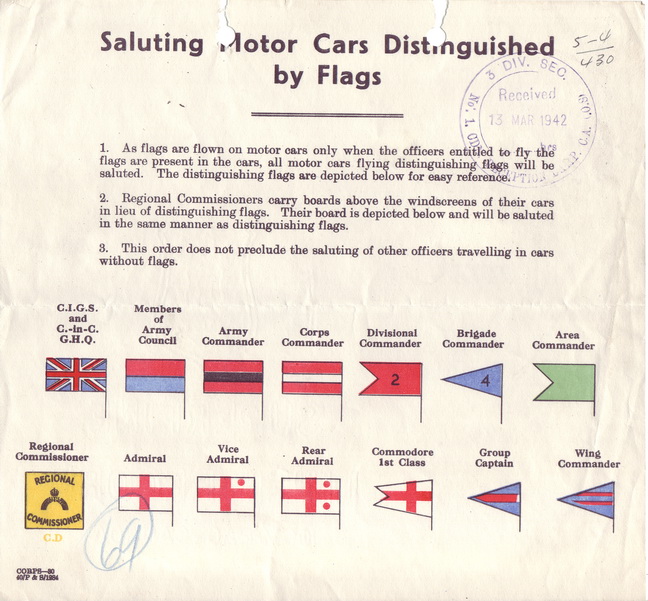 Saluting Motor Cars Distinguished
by Flags
5-4
430
3 DIV. SEC.
Received
13 MAR 1942
1. As flags are flown on motor cars only when the officers entitled to fly the
flags are present in the cars, all motor cars flying distinguishing flags will be
saluted. The distinguishing flags are depicted below for easy reference.
2. Regional Commissioners carry boards above the windscreens of their cars
in lieu of distinguishing flags. Their board is depicted below and will be saluted
in the same manner as distinguishing flags.
3. This order does not preclude the saluting of other officers travelling in cars
without flags.
C.I.G.S.
and
C.-in-C.
G.H.Q.
Members
of
Army
Council
Army
Commander
Corps
Commander
Divisional
Commander
2
Brigade
Commander
4
Area
Commander
Regional
Commissioner
REGIONAL
COMMISSIONER
C.D
Admiral
Vice
Admiral
Rear
Admiral
Commodore
1st Class
Group
Captain
Wing
Commander
69
CORPS—30